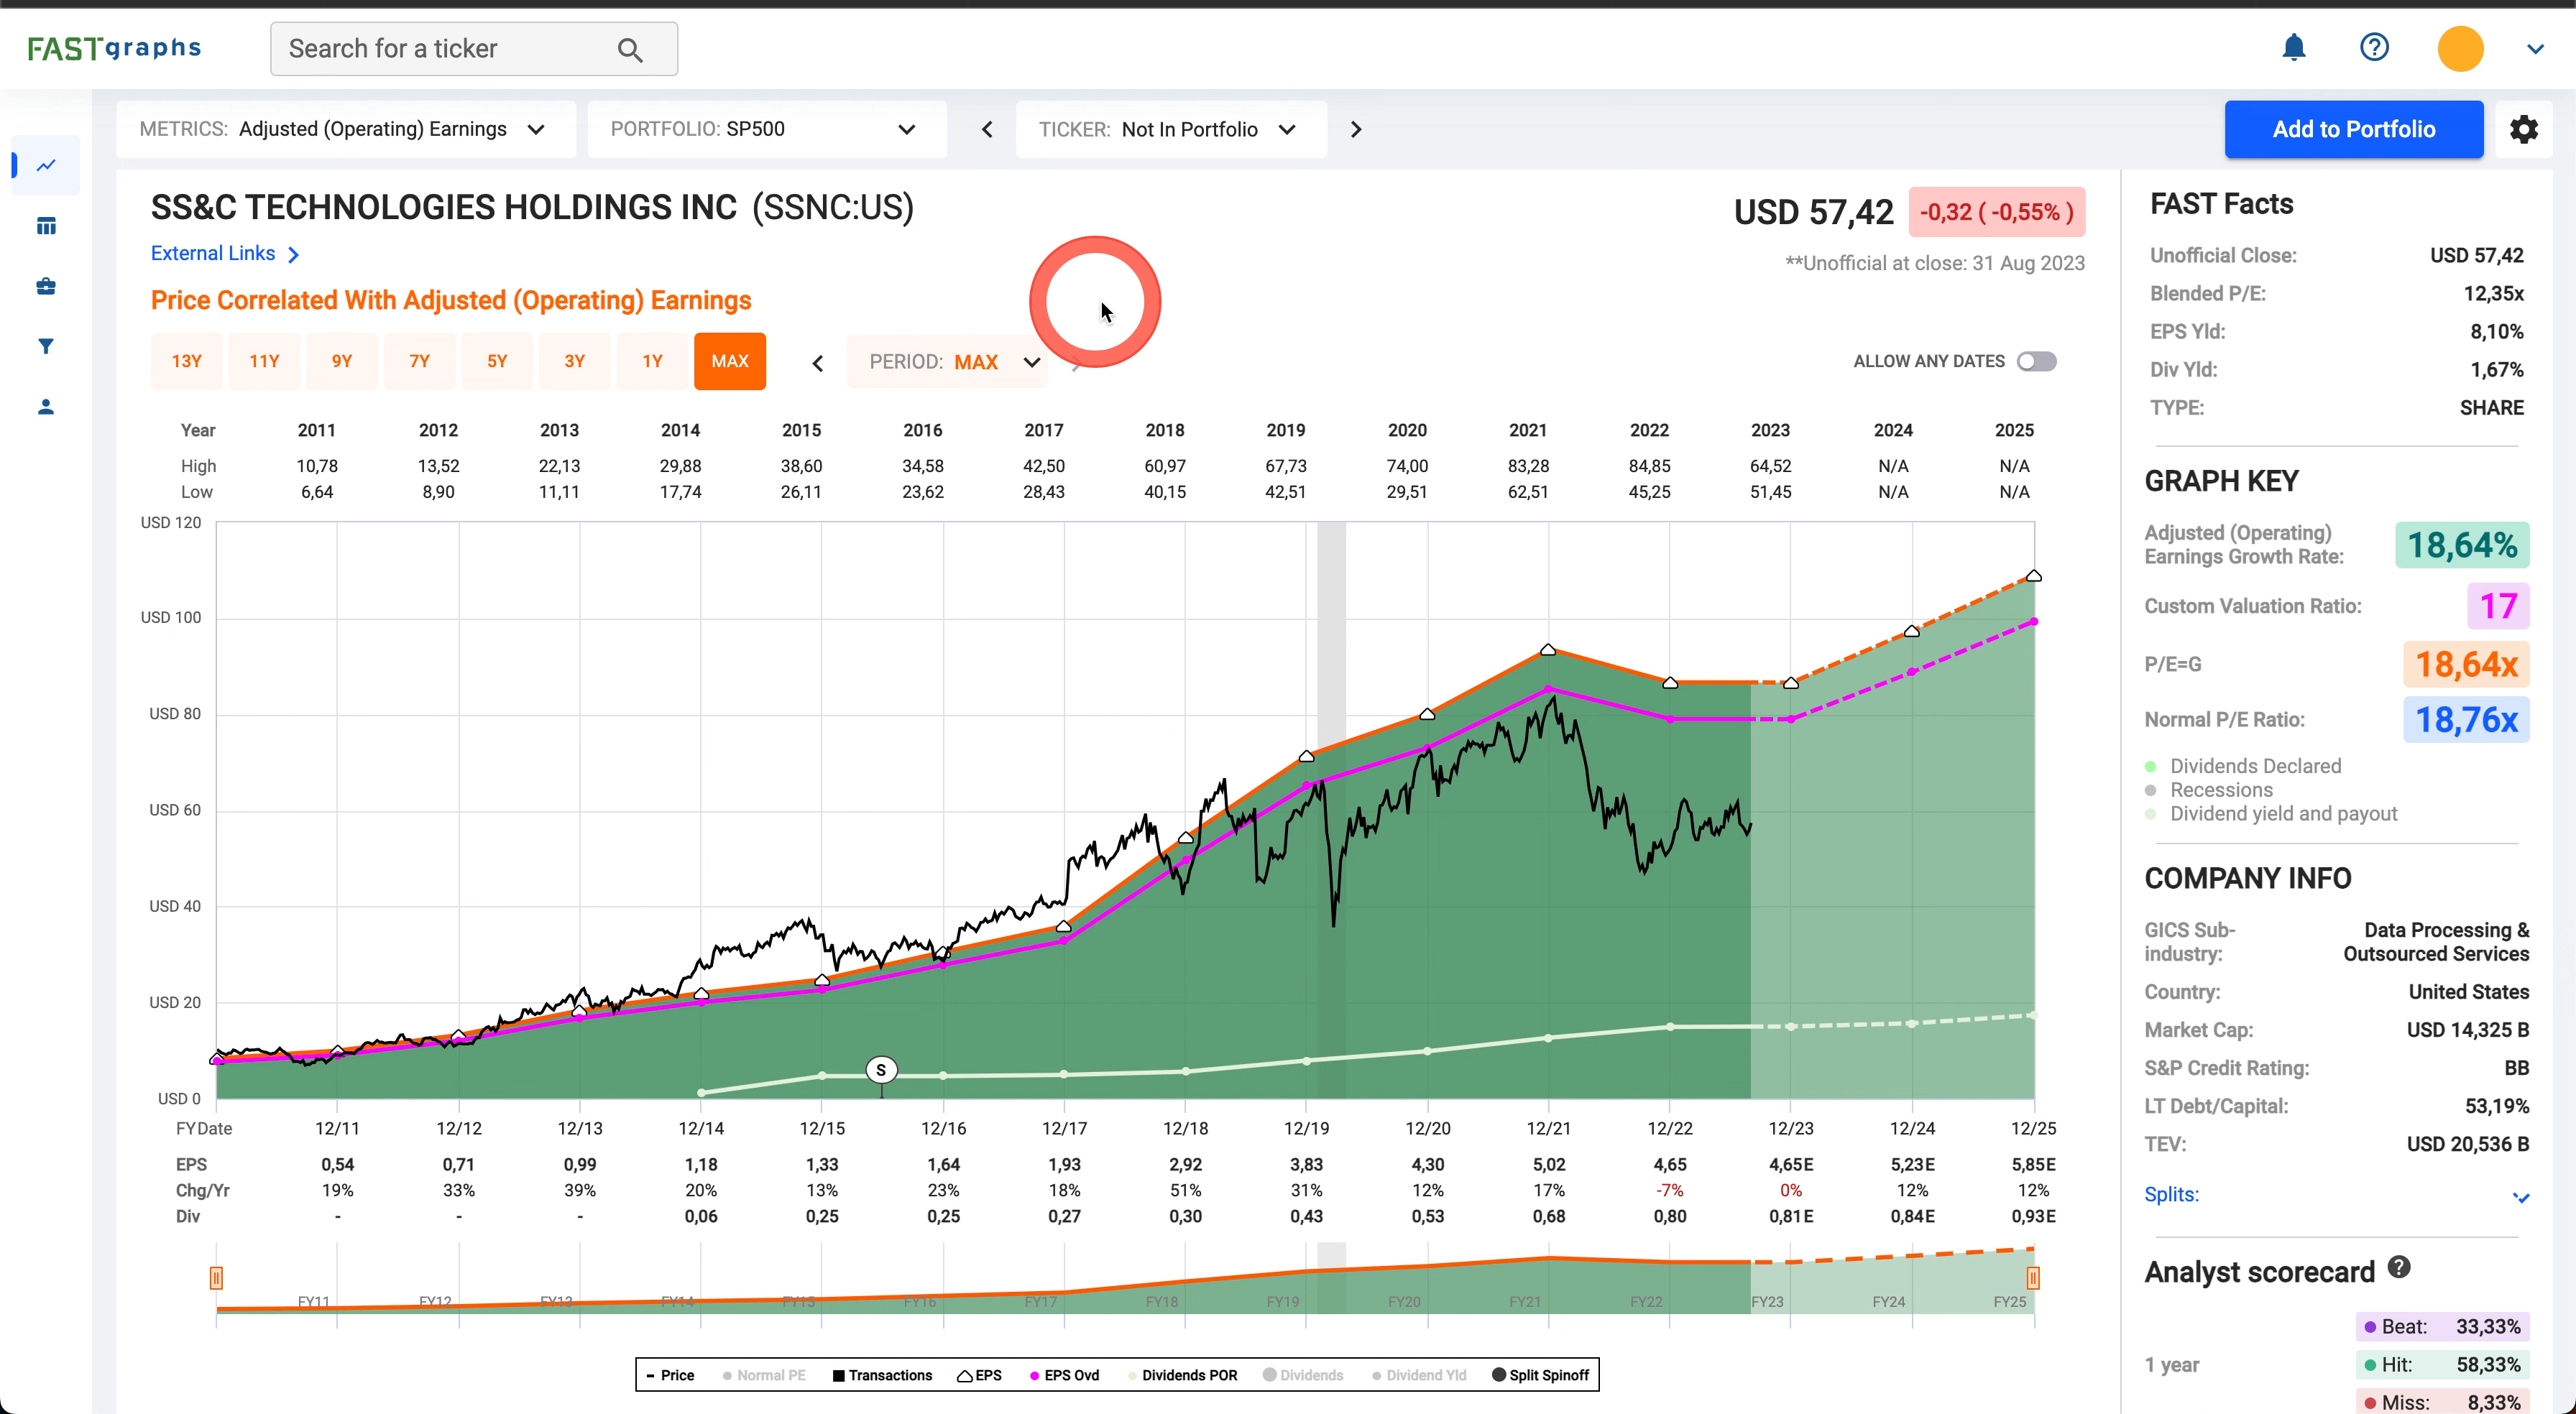 FASTgraphs
Search for a ticker
METRICS: Adjusted (Operating) Earnings
PORTFOLIO: SP500
TICKER: Not In Portfolio
Add to Portfolio
SS&C TECHNOLOGIES HOLDINGS INC (SSNC:US)
USD 57,42 -0,32 ( -0,55% )
External Links
**Unofficial at close: 31 Aug 2023
Price Correlated With Adjusted (Operating) Earnings
13Y 11Y 9Y 7Y 5Y 3Y 1Y MAX PERIOD: MAX ALLOW ANY DATES
Year 2011 2012 2013 2014 2015 2016 2017 2018 2019 2020 2021 2022 2023 2024 2025
High 10,78 13,52 22,13 29,88 38,60 34,58 42,50 60,97 67,73 74,00 83,28 84,85 64,52 N/A N/A
Low 6,64 8,90 11,11 17,74 26,11 23,62 28,43 40,15 42,51 29,51 62,51 45,25 51,45 N/A N/A
USD 120
USD 100
USD 80
USD 60
USD 40
USD 20
S
USD 0
FYDate 12/11 12/12 12/13 12/14 12/15 12/16 12/17 12/18 12/19 12/20 12/21 12/22 12/23 12/24 12/25
EPS 0,54 0,71 0,99 1,18 1,33 1,64 1,93 2,92 3,83 4,30 5,02 4,65 4,65E 5,23E 5,85E
Chg/Yr 19% 33% 39% 20% 13% 23% 18% 51% 31% 12% 17% -7% 0% 12% 12%
Div - - - 0,06 0,25 0,25 0,27 0,30 0,43 0,53 0,68 0,80 0,81E 0,84E 0,93E
FY11 FY12 FY13 FY14 FY15 FY16 FY17 FY18 FY19 FY20 FY21 FY22 FY23 FY24 FY25
Price Normal PE Transactions EPS EPS Ovd Dividends POR Dividends Dividend Yld Split Spinoff
FAST Facts
Unofficial Close: USD 57,42
Blended P/E: 12,35x
EPS Yld: 8,10%
Div Yld: 1,67%
TYPE: SHARE
GRAPH KEY
Adjusted (Operating)
Earnings Growth Rate: 18,64%
Custom Valuation Ratio: 17
P/E=G 18,64x
Normal P/E Ratio: 18,76x
Dividends Declared
Recessions
Dividend yield and payout
COMPANY INFO
GICS Sub- Data Processing &
industry: Outsourced Services
Country: United States
Market Cap: USD 14,325 B
S&P Credit Rating: BB
LT Debt/Capital: 53,19%
TEV: USD 20,536 B
Splits:
Analyst scorecard ?
Beat: 33,33%
1 year Hit: 58,33%
Miss: 8,33%